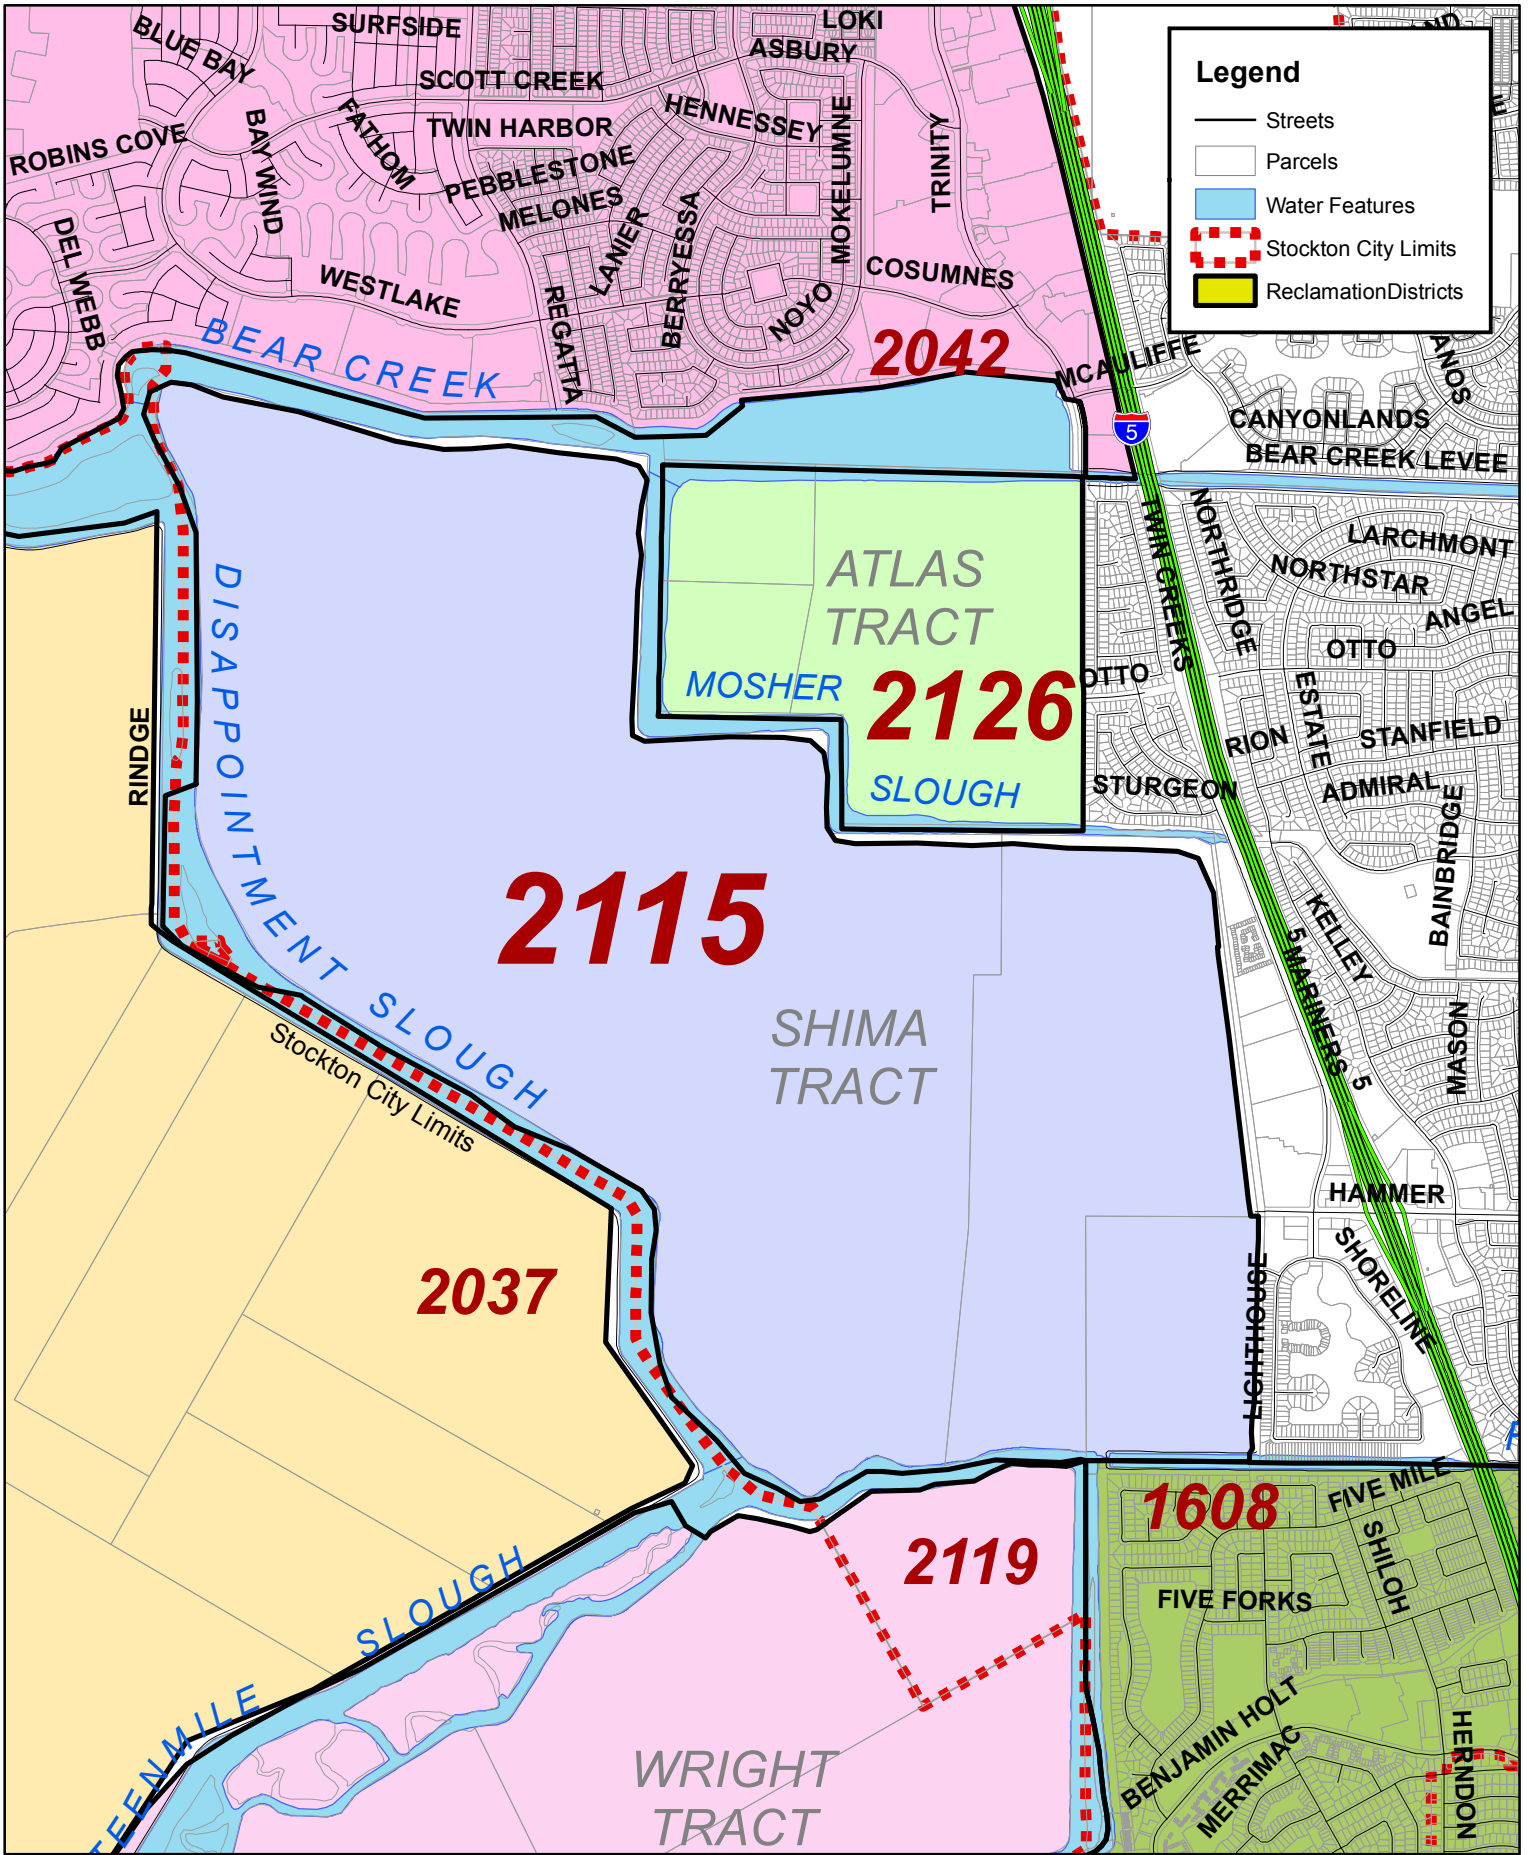 SURFSIDE
LOKI
BLUE BAY
ASBURY
SCOTT CREEK
HENNESSEY
MOKELUMNE
BAY WIND
FATHOM
TWIN HARBOR
TRINITY
ROBINS COVE
PEBBLESTONE
MELONES
LANIER
BERRYESSA
DEL WEBB
WESTLAKE
REGATTA
NOYO
COSUMNES
2042
BEAR CREEK
MCAULIFFE
Legend
Streets
Parcels
Water Features
Stockton City Limits
ReclamationDistricts
5
CANYONLANDS
BEAR CREEK LEVEE
TWIN CREEKS
NORTHRIDGE
LARCHMONT
NORTHSTAR
ANGEL
OTTO
OTTO
ESTATE
RION
STANFIELD
STURGEON
ADMIRAL
BAINBRIDGE
ATLAS
TRACT
2126
MOSHER
SLOUGH
DISAPPOINTMENT SLOUGH
RINDGE
2115
SHIMA
TRACT
KELLEY
5
MARINERS
5
MASON
Stockton City Limits
HAMMER
SHORELINE
LIGHTHOUSE
2037
1608
FIVE MILE
SHILOH
2119
FIVE FORKS
SLOUGH
TEENMILE
BENJAMIN HOLT
MERRIMAC
HERNDON
WRIGHT
TRACT